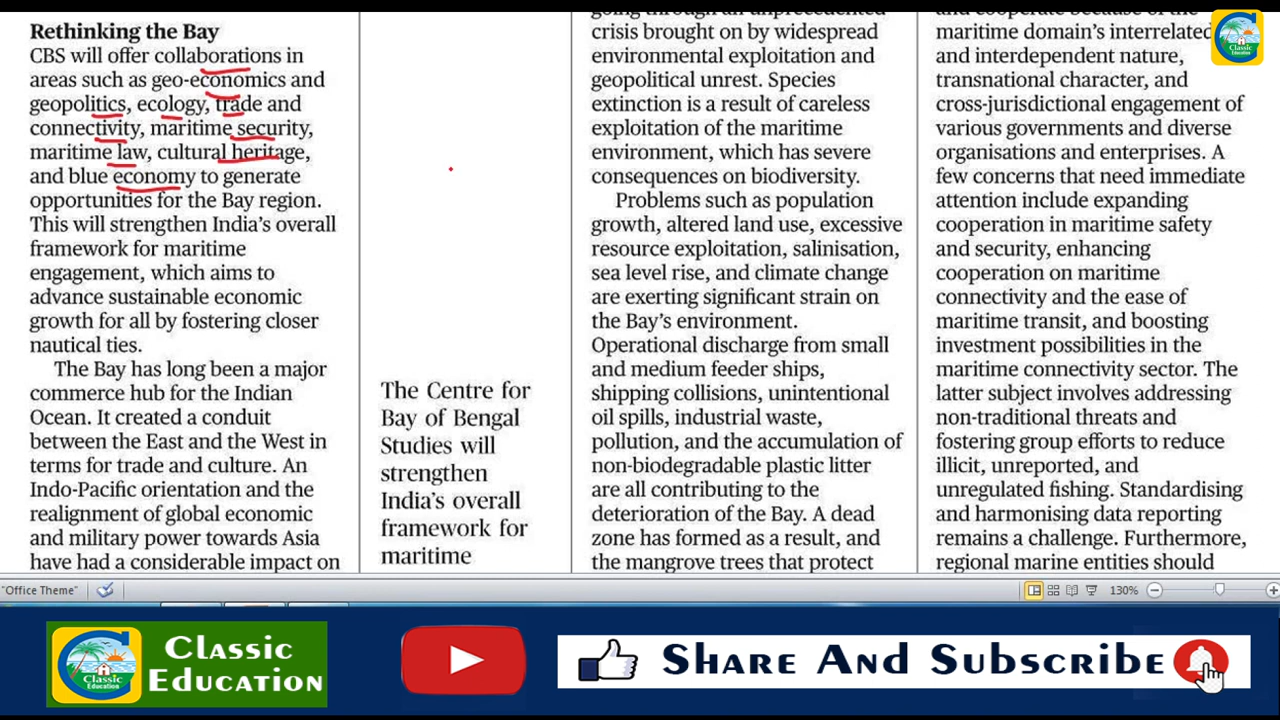 Rethinking the Bay
CBS will offer collaborations in
areas such as geo-economics and
geopolitics, ecology, trade and
connectivity, maritime security,
maritime law, cultural heritage,
and blue economy to generate
opportunities for the Bay region.
This will strengthen India’s overall
framework for maritime
engagement, which aims to
advance sustainable economic
growth for all by fostering closer
nautical ties.
The Bay has long been a major
commerce hub for the Indian
Ocean. It created a conduit
between the East and the West in
terms for trade and culture. An
Indo-Pacific orientation and the
realignment of global economic
and military power towards Asia
have had a considerable impact on
The Centre for
Bay of Bengal
Studies will
strengthen
India’s overall
framework for
maritime
going through an unprecedented
crisis brought on by widespread
environmental exploitation and
geopolitical unrest. Species
extinction is a result of careless
exploitation of the maritime
environment, which has severe
consequences on biodiversity.
Problems such as population
growth, altered land use, excessive
resource exploitation, salinisation,
sea level rise, and climate change
are exerting significant strain on
the Bay’s environment.
Operational discharge from small
and medium feeder ships,
shipping collisions, unintentional
oil spills, industrial waste,
pollution, and the accumulation of
non-biodegradable plastic litter
are all contributing to the
deterioration of the Bay. A dead
zone has formed as a result, and
the mangrove trees that protect
and cooperate because of the
maritime domain’s interrelated
and interdependent nature,
transnational character, and
cross-jurisdictional engagement of
various governments and diverse
organisations and enterprises. A
few concerns that need immediate
attention include expanding
cooperation in maritime safety
and security, enhancing
cooperation on maritime
connectivity and the ease of
maritime transit, and boosting
investment possibilities in the
maritime connectivity sector. The
latter subject involves addressing
non-traditional threats and
fostering group efforts to reduce
illicit, unreported, and
unregulated fishing. Standardising
and harmonising data reporting
remains a challenge. Furthermore,
regional marine entities should
Classic
Education
"Office Theme"
130%
Classic
Education
Classic
Education
Share And Subscribe